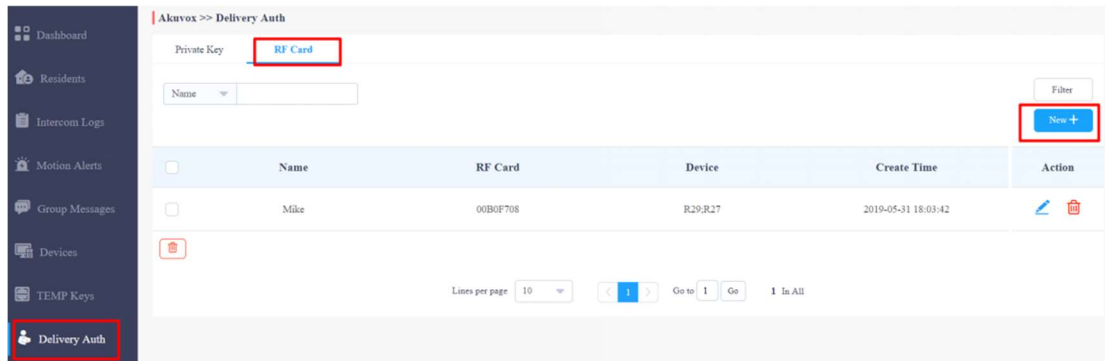 Akuvox >> Delivery Auth
Dashboard
Residents
Intercom Logs
Motion Alerts
Group Messages
Devices
TEMP Keys
Delivery Auth
Private Key RF Card
Name
Filter
New +
Name RF Card Device Create Time Action
Mike 00B0F708 R29;R27 2019-05-31 18:03:42
Lines per page 10 < 1 > Go to 1 Go 1 In All